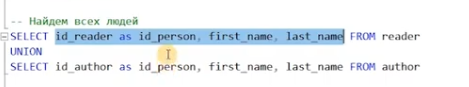 -- Найдем всех людей
SELECT id_reader as id_person, first_name, last_name FROM reader
UNION
SELECT id_author as id_person, first_name, last_name FROM author